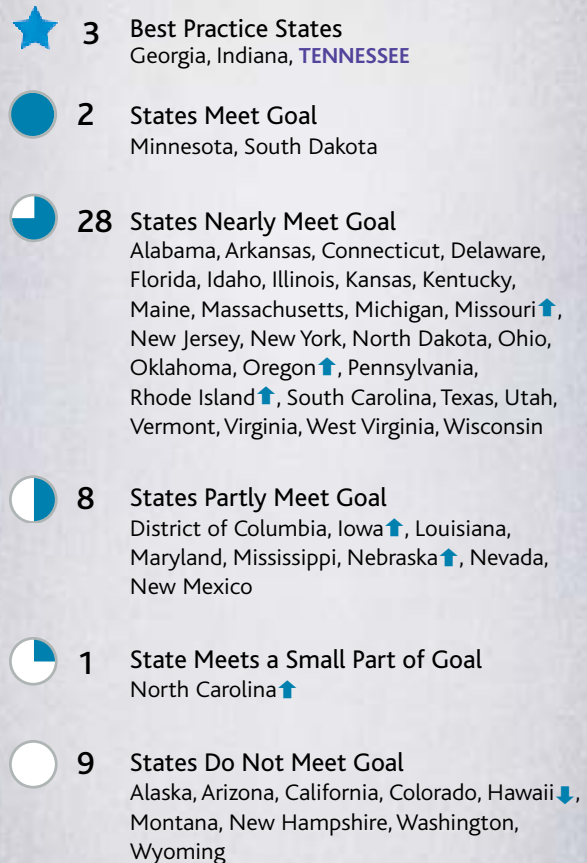 3 Best Practice States
Georgia, Indiana, TENNESSEE
2 States Meet Goal
Minnesota, South Dakota
28 States Nearly Meet Goal
Alabama, Arkansas, Connecticut, Delaware,
Florida, Idaho, Illinois, Kansas, Kentucky,
Maine, Massachusetts, Michigan, Missouri⬆,
New Jersey, New York, North Dakota, Ohio,
Oklahoma, Oregon⬆, Pennsylvania,
Rhode Island⬆, South Carolina, Texas, Utah,
Vermont, Virginia, West Virginia, Wisconsin
8 States Partly Meet Goal
District of Columbia, Iowa⬆, Louisiana,
Maryland, Mississippi, Nebraska⬆, Nevada,
New Mexico
1 State Meets a Small Part of Goal
North Carolina⬆
9 States Do Not Meet Goal
Alaska, Arizona, California, Colorado, Hawaii⬇,
Montana, New Hampshire, Washington,
Wyoming